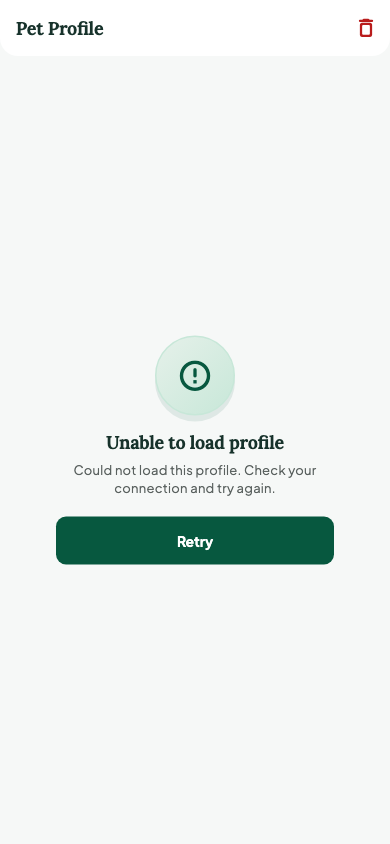 Pet Profile
Unable to load profile
Could not load this profile. Check your
connection and try again.
Retry